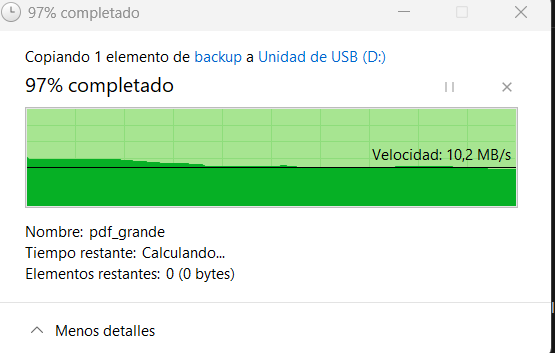 97% completado
Copiando 1 elemento de backup a Unidad de USB (D:)
97% completado
Velocidad: 10,2 MB/s
Nombre: pdf_grande
Tiempo restante: Calculando...
Elementos restantes: 0 (0 bytes)
Menos detalles